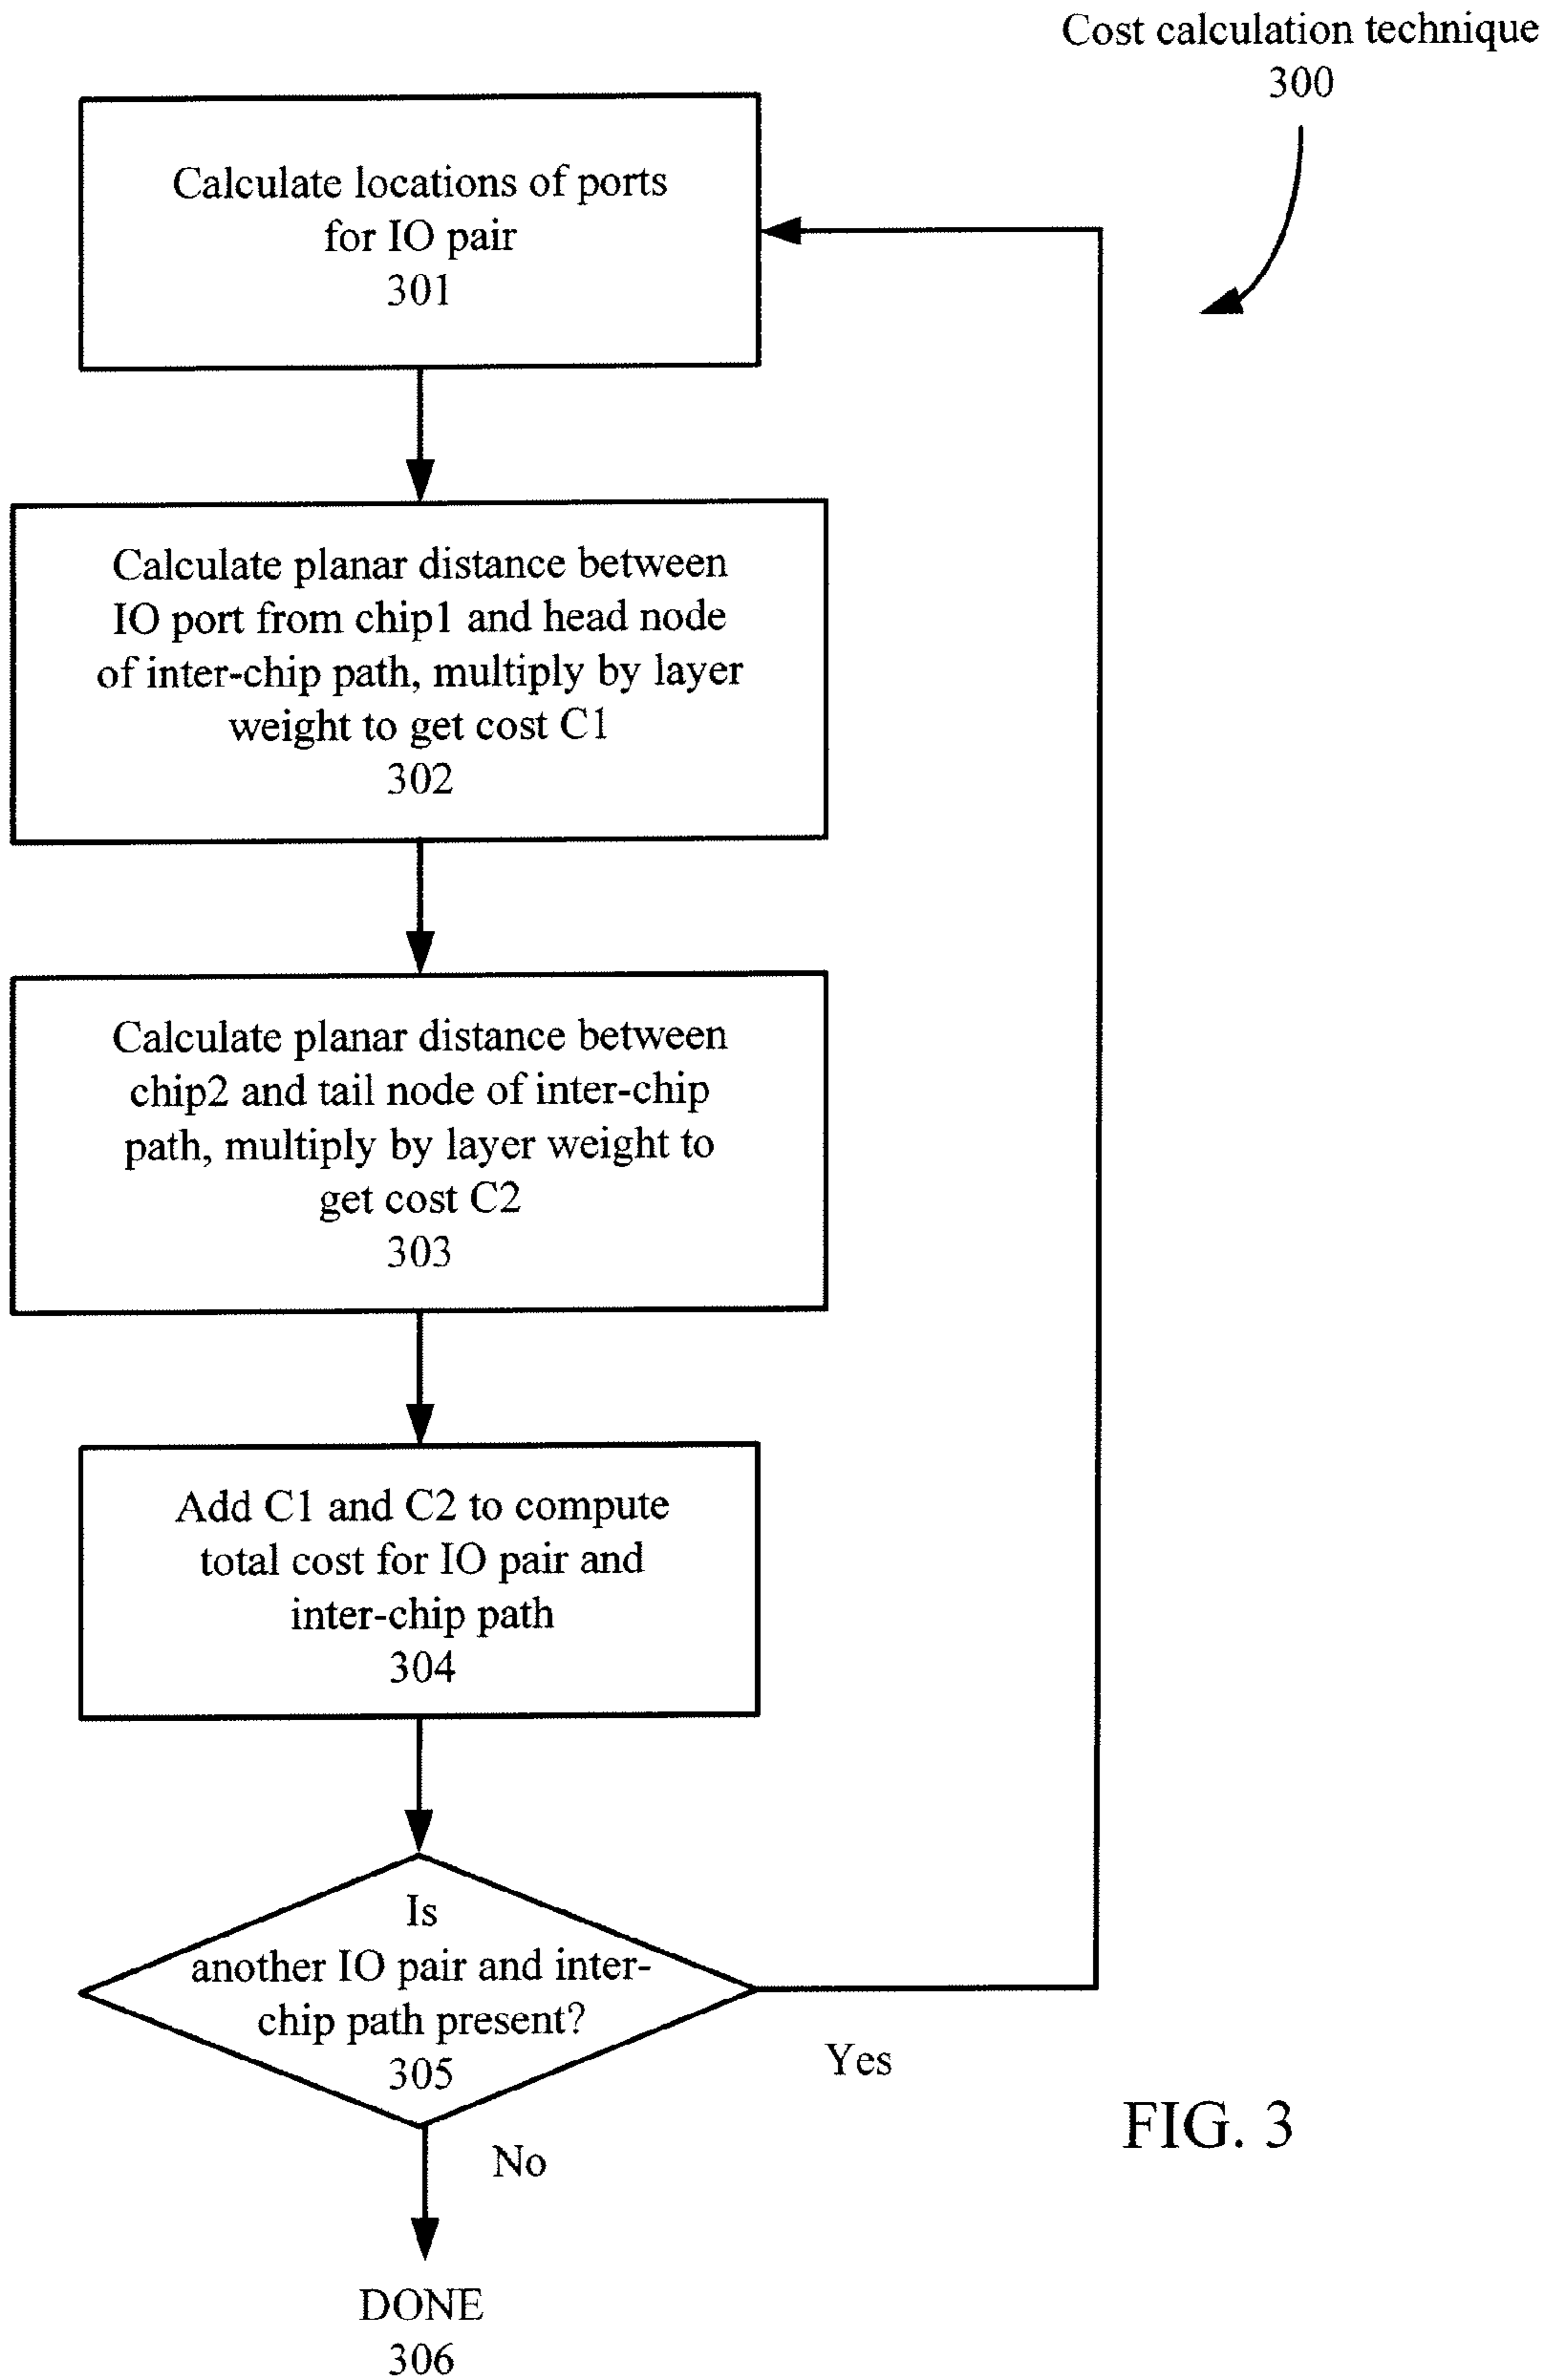 Cost calculation technique
300
Calculate locations of ports
for IO pair
301
Calculate planar distance between
IO port from chip1 and head node
of inter-chip path, multiply by layer
weight to get cost C1
302
Calculate planar distance between
chip2 and tail node of inter-chip
path, multiply by layer weight to
get cost C2
303
Add C1 and C2 to compute
total cost for IO pair and
inter-chip path
304
Is
another IO pair and inter-
chip path present?
305
Yes
No
DONE
306
FIG. 3